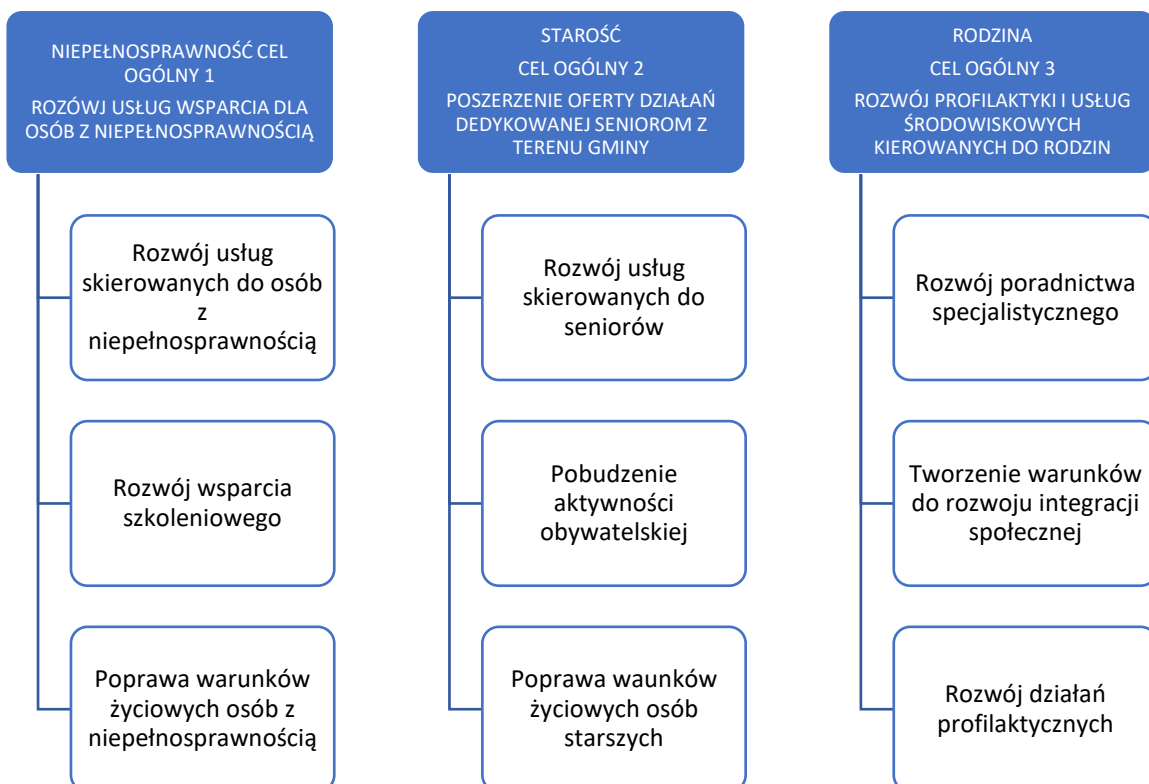 NIEPEŁNOSPRAWNOŚĆ CEL
OGÓLNY 1
ROZÓWJ USŁUG WSPARCIA DLA
OSÓB Z NIEPEŁNOSPRAWNOŚCIĄ
Rozwój usług
skierowanych do osób
z
niepełnosprawnością
Rozwój wsparcia
szkoleniowego
Poprawa warunków
życiowych osób z
niepełnosprawnością
STAROŚĆ
CEL OGÓLNY 2
POSZERZENIE OFERTY DZIAŁAŃ
DEDYKOWANEJ SENIOROM Z
TERENU GMINY
Rozwój usług
skierowanych do
seniorów
Pobudzenie
aktywności
obywatelskiej
Poprawa waunków
życiowych osób
starszych
RODZINA
CEL OGÓLNY 3
ROZWÓJ PROFILAKTYKI I USŁUG
ŚRODOWISKOWYCH
KIEROWANYCH DO RODZIN
Rozwój poradnictwa
specjalistycznego
Tworzenie warunków
do rozwoju integracji
społecznej
Rozwój działań
profilaktycznych